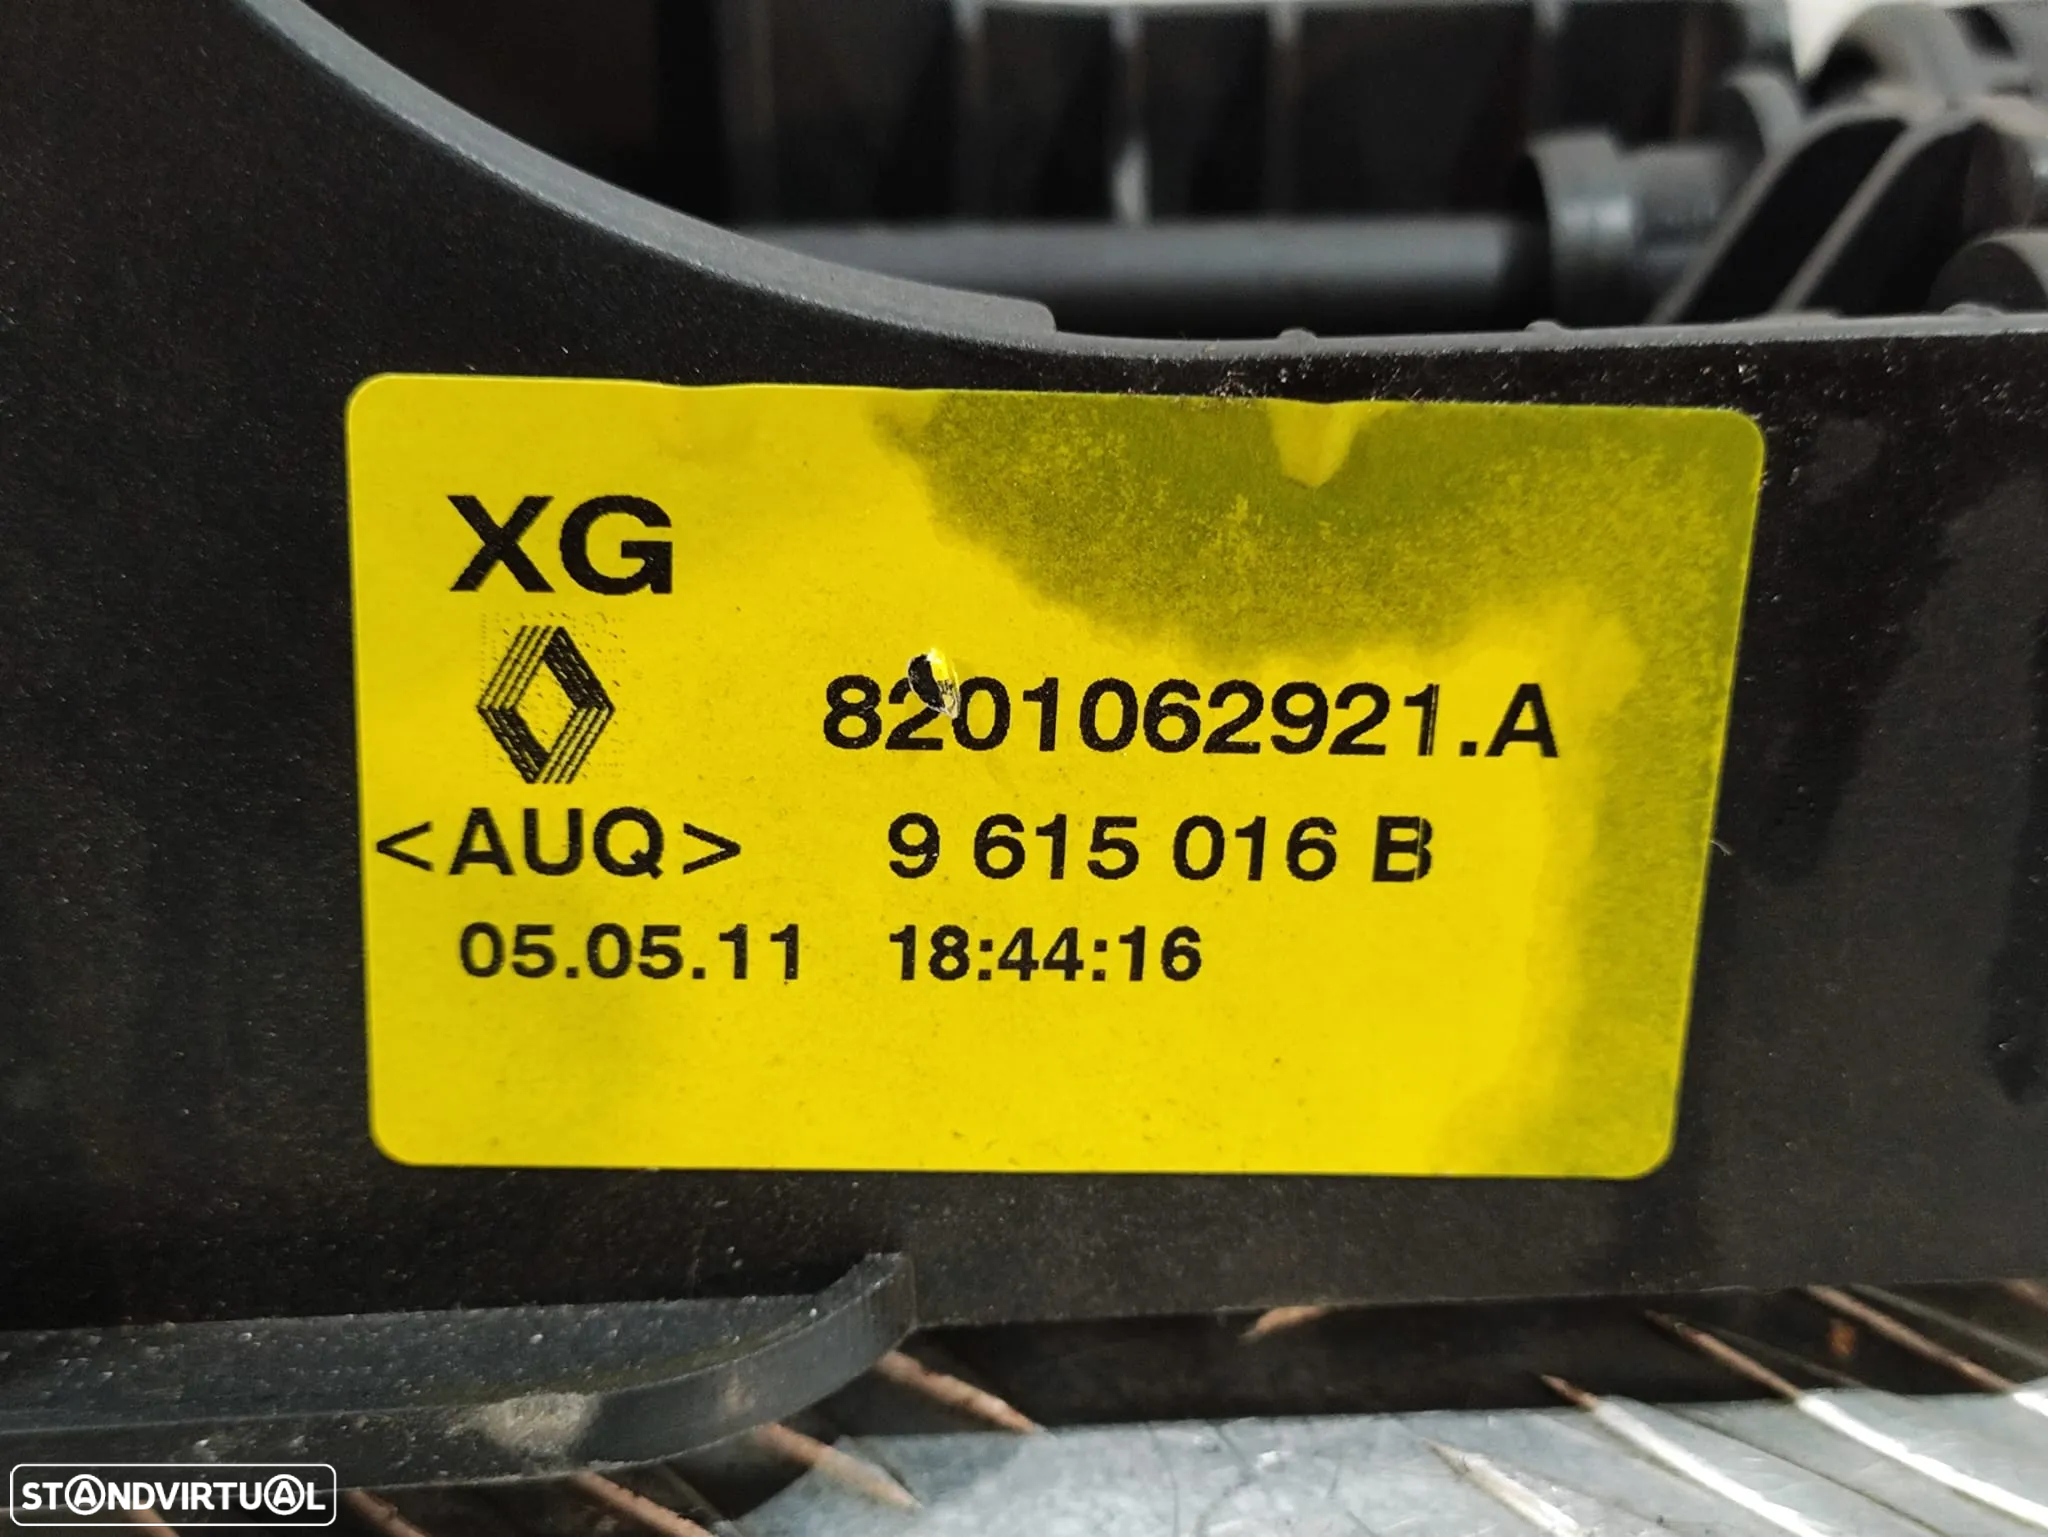 XG
8201062921.A
<AUQ> 9 615 016 B
05.05.11 18:44:16
STANDVIRTUAL